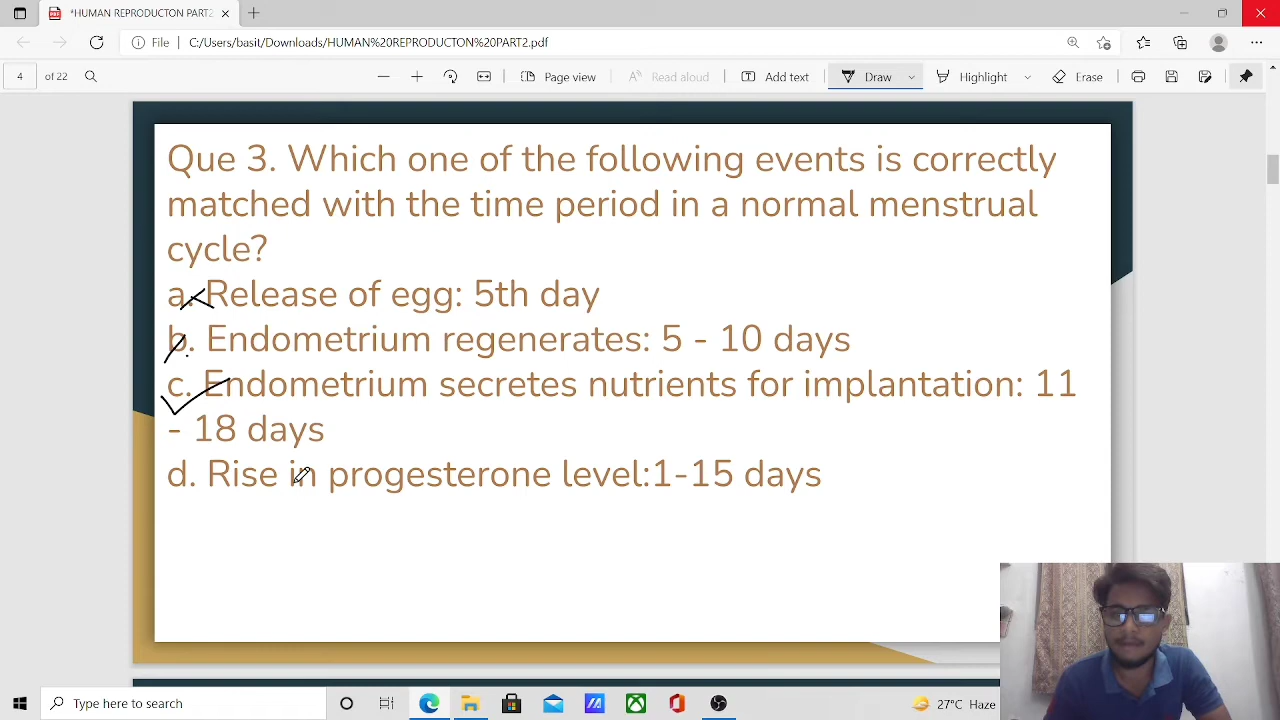 *HUMAN REPRODUCTON PART2
File C:/Users/basit/Downloads/HUMAN%20REPRODUCTON%20PART2.pdf
4 of 22 Page view Read aloud Add text Draw Highlight Erase
Que 3. Which one of the following events is correctly
matched with the time period in a normal menstrual
cycle?
a. Release of egg: 5th day
b. Endometrium regenerates: 5 - 10 days
c. Endometrium secretes nutrients for implantation: 11
- 18 days
d. Rise in progesterone level:1-15 days
Type here to search
27°C Haze